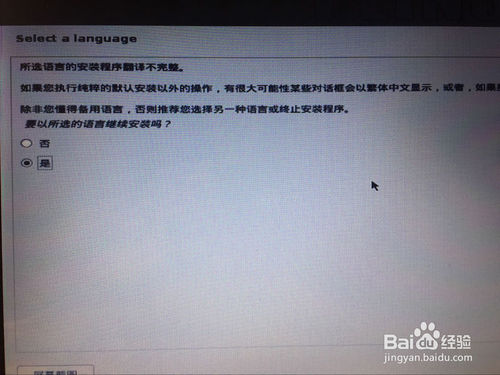 Select a language
所选语言的安装程序翻译不完整。
如果您执行纯粹的默认安装以外的操作，有很大可能性某些对话框会以繁体中文显示，或者，如果
除非您懂得备用语言，否则推荐您选择另一种语言或终止安装程序。
要以所选的语言继续安装吗？
否
是
屏幕截图
Baidu经验
jingyan.baidu.com